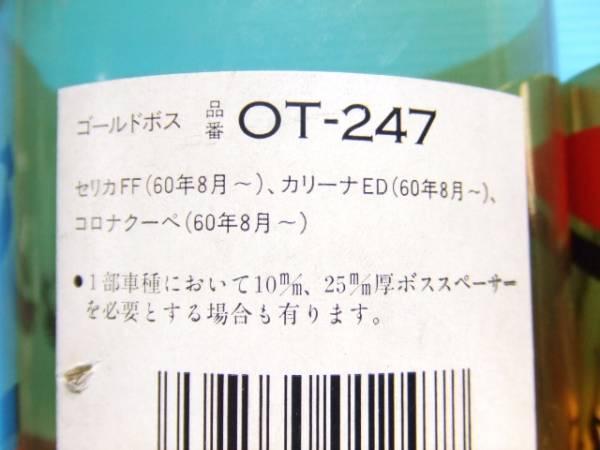 ゴールドボス 品番 OT-247
セリカFF(60年8月～)、カリーナED(60年8月～)、
コロナクーペ(60年8月～)
●1部車種において10㎜、25㎜厚ボススペーサー
を必要とする場合も有ります。